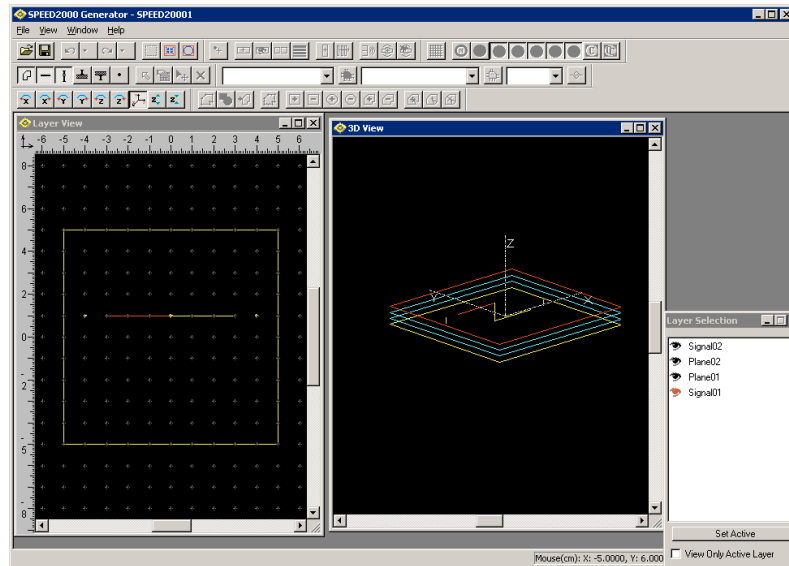 SPEED2000 Generator - SPEED20001
File View Window Help
Layer View
-6 -5 -4 -3 -2 -1 0 1 2 3 4 5 6
8
6
4
2
0
2
5
8
3D View
Z
Y
X
Layer Selection
Signal02
Plane02
Plane01
Signal01
Set Active
View Only Active Layer
Mouse(cm): X: -5.0000, Y: 6.000